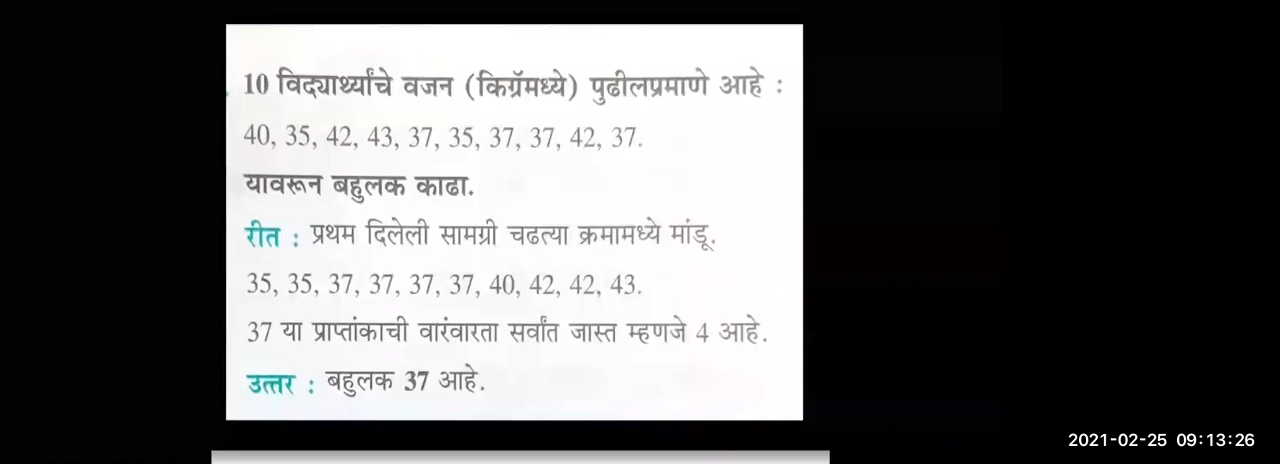 10 विद्यार्थ्यांचे वजन (किग्रॅमध्ये) पुढीलप्रमाणे आहे :
40, 35, 42, 43, 37, 35, 37, 37, 42, 37.
यावरून बहुलक काढा.
रीत : प्रथम दिलेली सामग्री चढत्या क्रमामध्ये मांडू.
35, 35, 37, 37, 37, 37, 40, 42, 42, 43.
37 या प्राप्तांकाची वारंवारता सर्वांत जास्त म्हणजे 4 आहे.
उत्तर : बहुलक 37 आहे.
2021-02-25 09:13:26